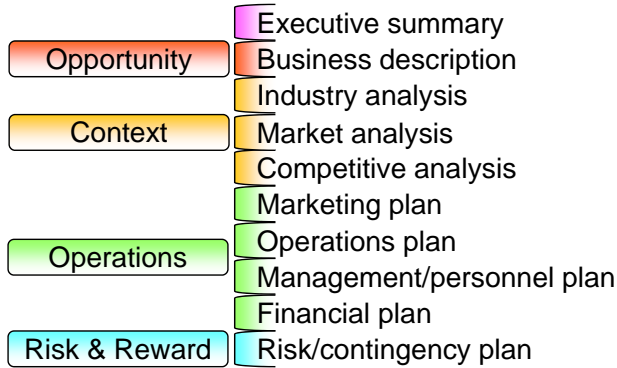 Executive summary
Opportunity
Business description
Industry analysis
Context
Market analysis
Competitive analysis
Marketing plan
Operations
Operations plan
Management/personnel plan
Financial plan
Risk & Reward
Risk/contingency plan